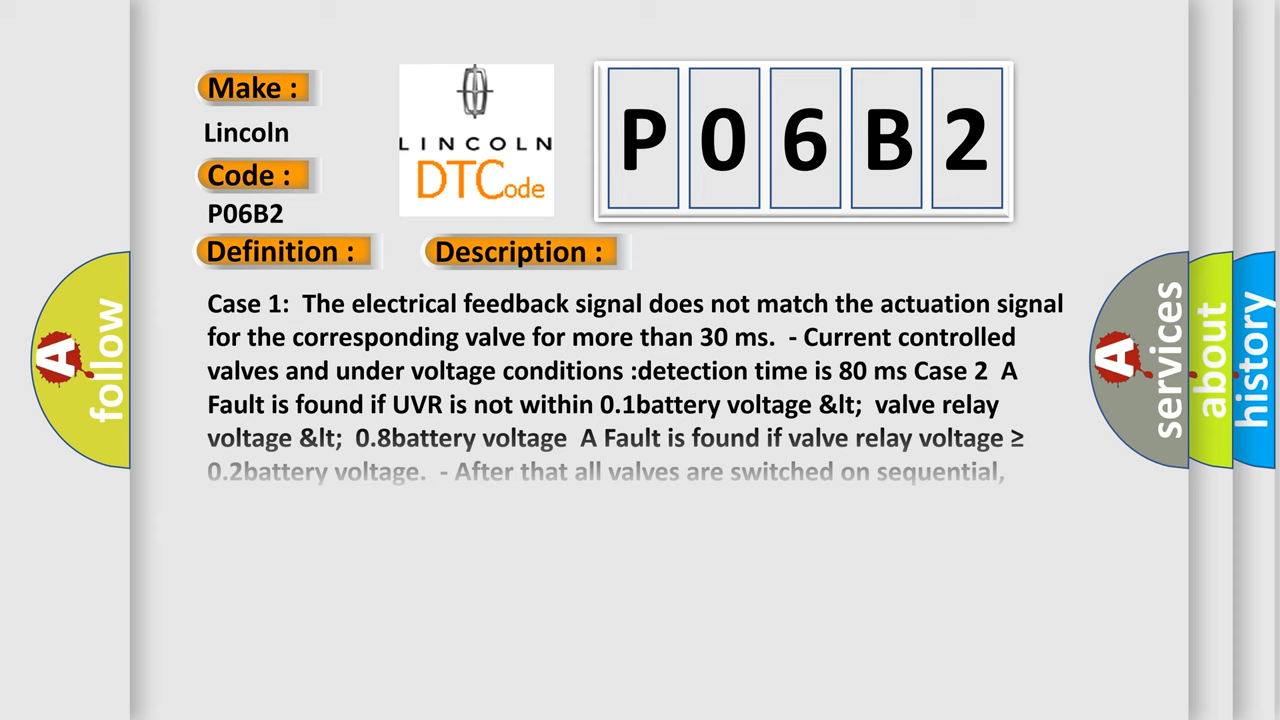 Make :
Lincoln
Code :
P06B2
Definition :
Description :
LINCOLN
DTCode
P06B2
Case 1:  The electrical feedback signal does not match the actuation signal
for the corresponding valve for more than 30 ms.  - Current controlled
valves and under voltage conditions :detection time is 80 ms Case 2  A
Fault is found if UVR is not within 0.1battery voltage &lt;  valve relay
voltage &lt;  0.8battery voltage  A Fault is found if valve relay voltage ≥
0.2battery voltage.  - After that all valves are switched on sequential,
A follow
A services
about
history